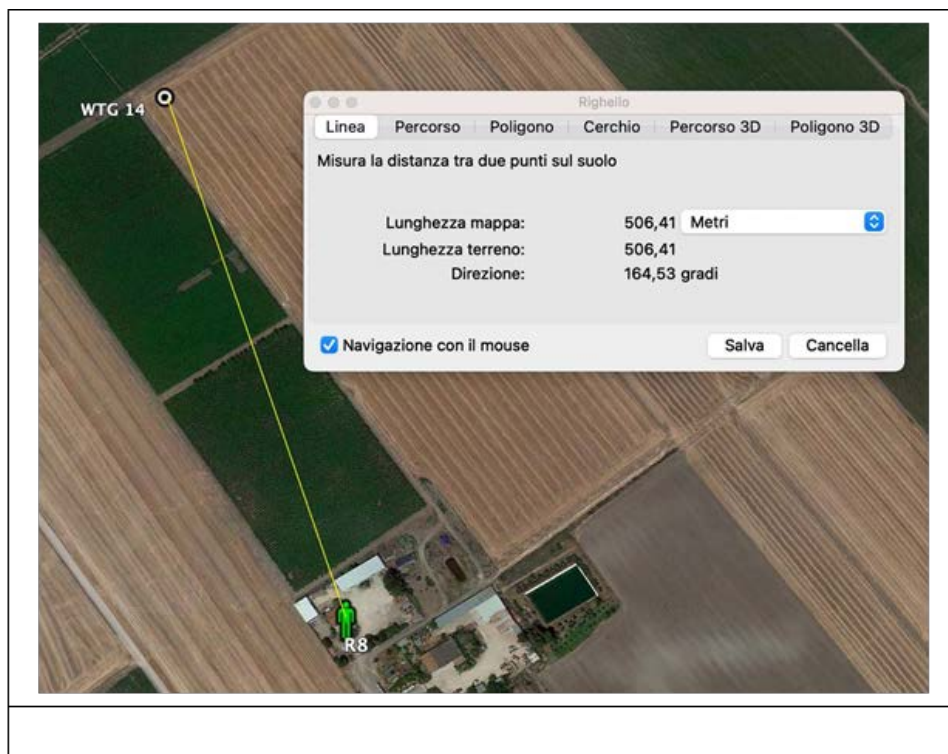 WTG 14
Righello
Linea Percorso Poligono Cerchio Percorso 3D Poligono 3D
Misura la distanza tra due punti sul suolo
Lunghezza mappa: 506,41 Metri
Lunghezza terreno: 506,41
Direzione: 164,53 gradi
Navigazione con il mouse Salva Cancella
R8